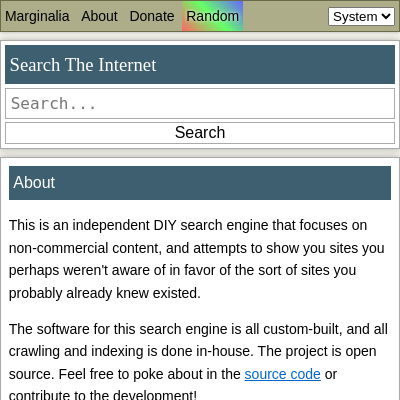 Marginalia About Donate Random System
Search The Internet
Search...
Search
About
This is an independent DIY search engine that focuses on
non-commercial content, and attempts to show you sites you
perhaps weren't aware of in favor of the sort of sites you
probably already knew existed.
The software for this search engine is all custom-built, and all
crawling and indexing is done in-house. The project is open
source. Feel free to poke about in the source code or
contribute to the development!